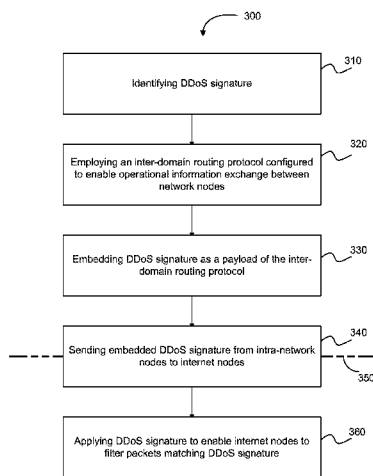 300
310
Identifying DDoS signature
320
Employing an inter-domain routing protocol configured
to enable operational information exchange between
network nodes
330
Embedding DDoS signature as a payload of the inter-
domain routing protocol
340
Sending embedded DDoS signature from intra-network
nodes to internet nodes
350
360
Applying DDoS signature to enable internet nodes to
filter packets matching DDoS signature